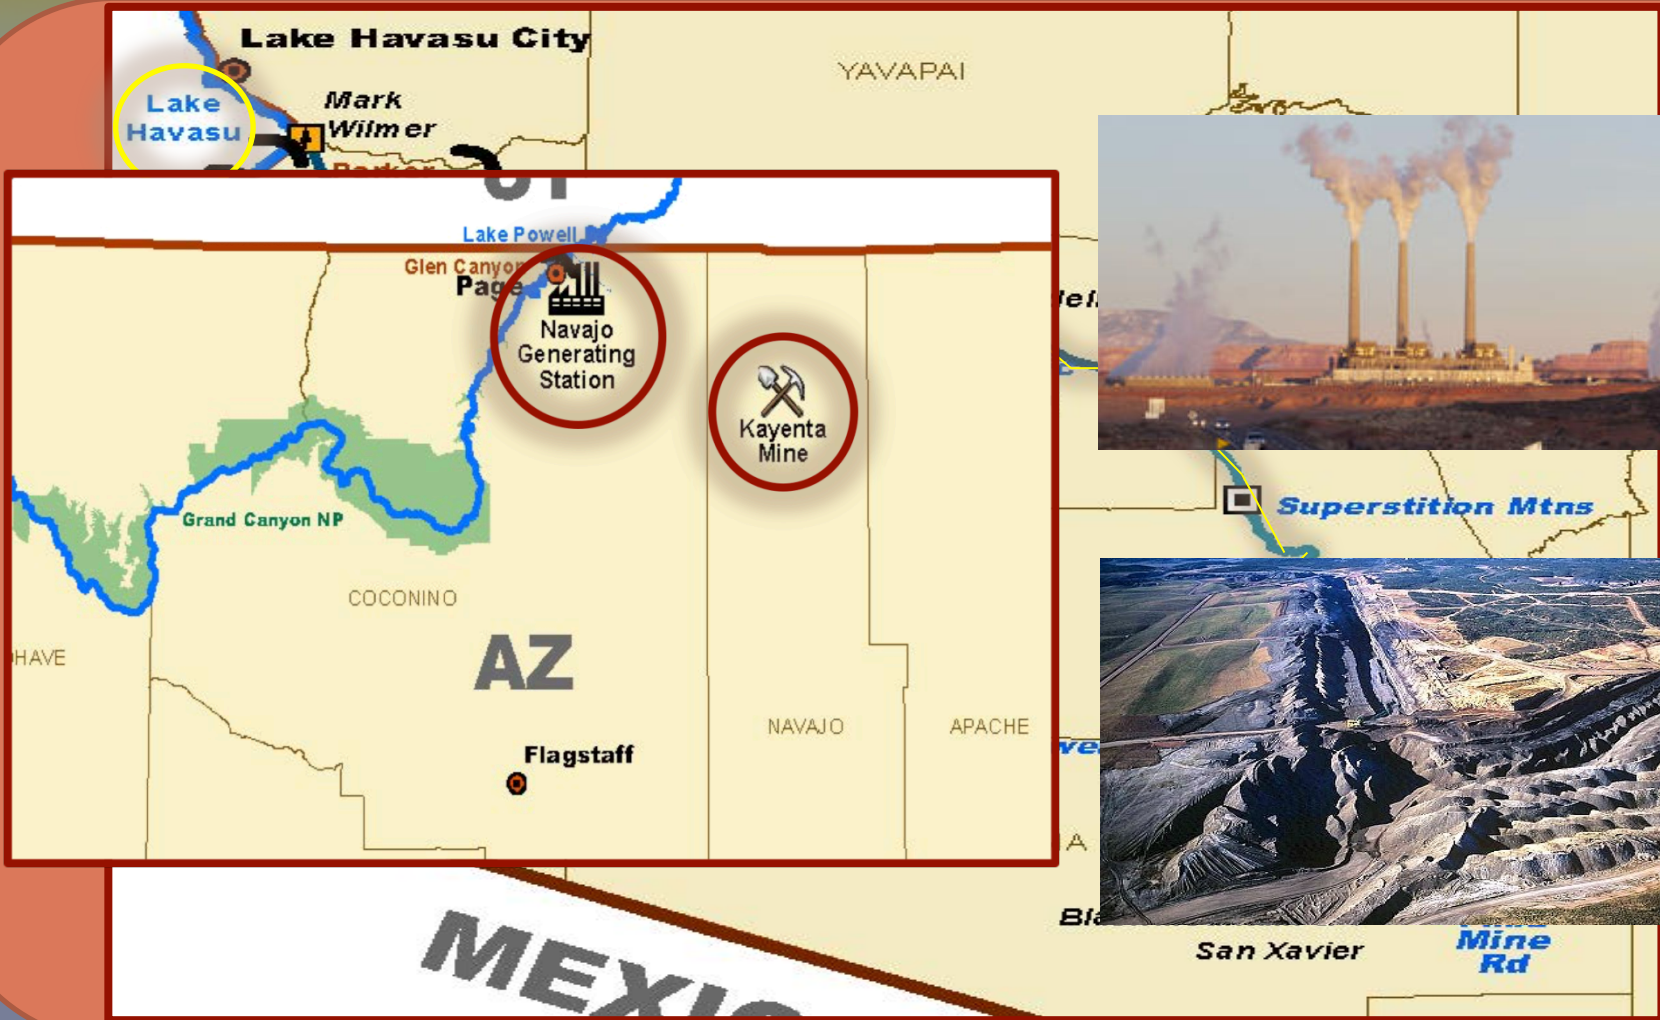 Lake Havasu City
YAVAPAI
Lake
Havasu
Mark
Wilmer
Lake Powell
Glen Canyon
Page
Navajo
Generating
Station
Kayenta
Mine
Grand Canyon NP
COCONINO
AZ
NAVAJO
APACHE
Flagstaff
Superstition Mtns
San Xavier
Mine
Rd